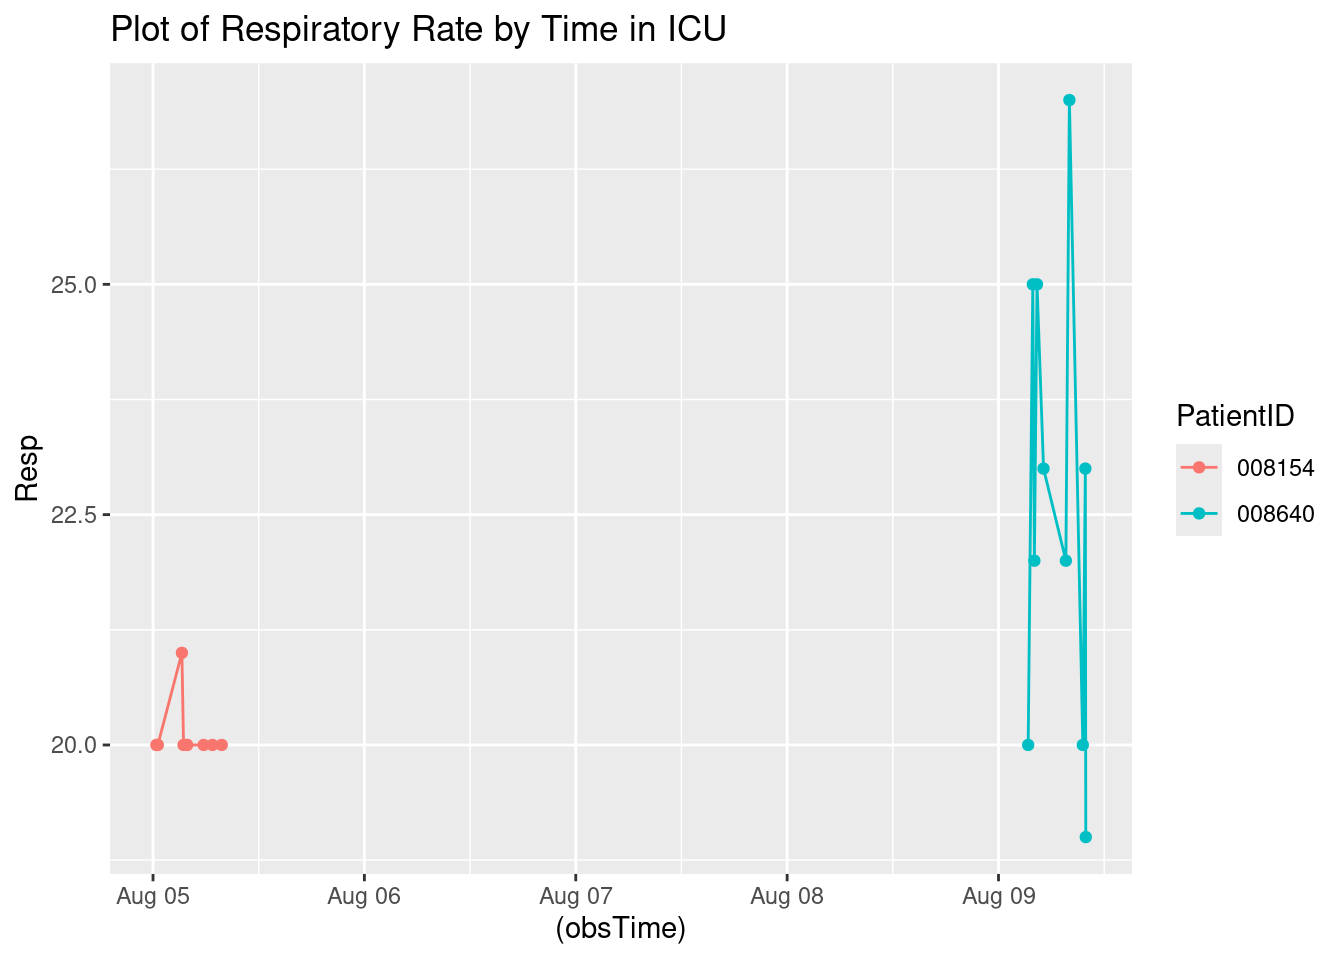 Plot of Respiratory Rate by Time in ICU
25.0
22.5
20.0
Resp
Aug 05
Aug 06
Aug 07
Aug 08
Aug 09
(obsTime)
PatientID
008154
008640